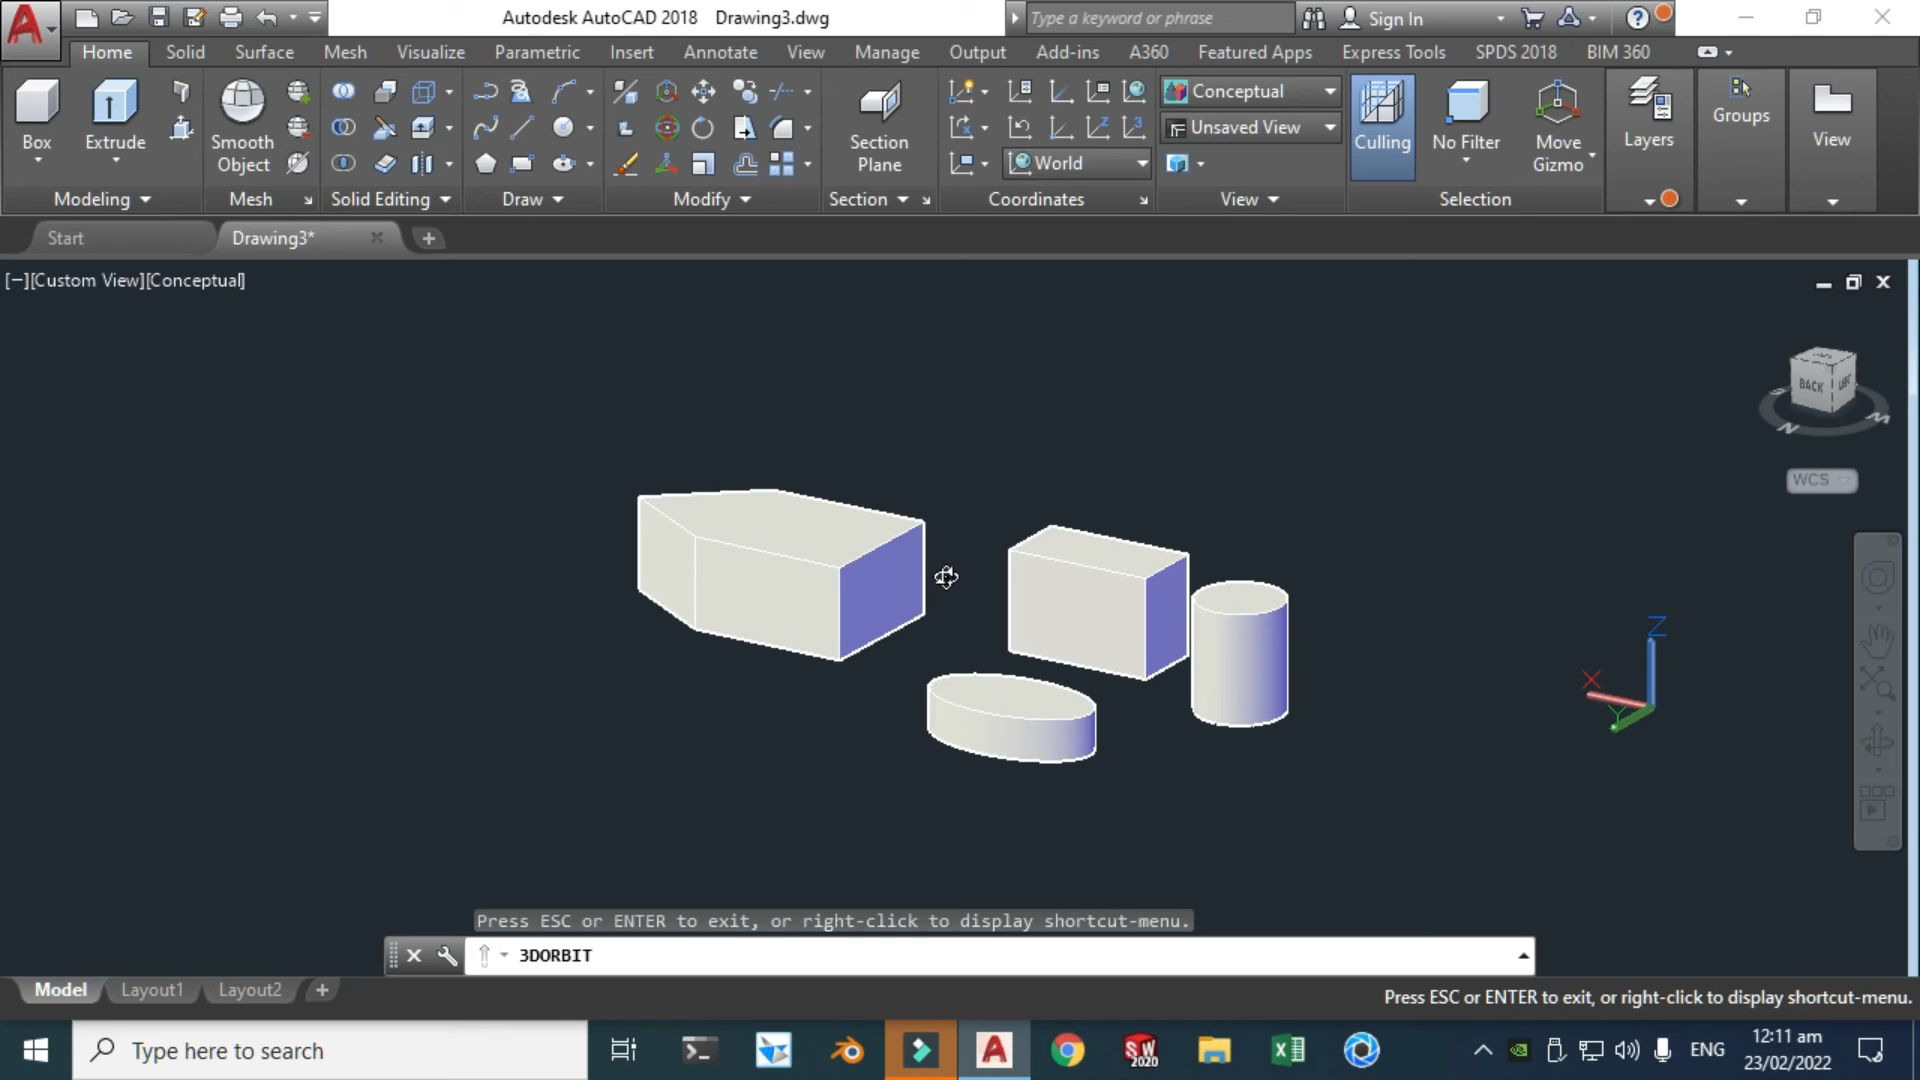 Autodesk AutoCAD 2018 Drawing3.dwg
Type a keyword or phrase
Sign In
Home Solid Surface Mesh Visualize Parametric Insert Annotate View Manage Output Add-ins A360 Featured Apps Express Tools SPDS 2018 BIM 360
Box
Extrude
Smooth
Object
Section
Plane
World
Conceptual
Unsaved View
Culling
No Filter
Move
Gizmo
Layers
Groups
View
Modeling Mesh Solid Editing Draw Modify Section Coordinates View Selection
Start Drawing3*
[−][Custom View][Conceptual]
BACK LEFT
N
WCS
Z
X
Y
Press ESC or ENTER to exit, or right-click to display shortcut-menu.
3DORBIT
Model Layout1 Layout2
Press ESC or ENTER to exit, or right-click to display shortcut-menu.
Type here to search
SW
2020
ENG
12:11 am
23/02/2022